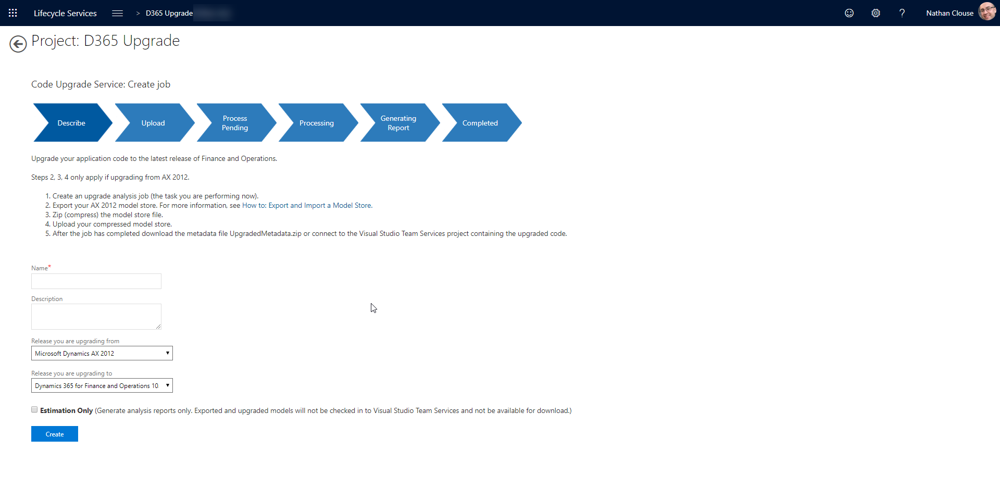 Lifecycle Services > D365 Upgrade ? Nathan Clouse
Project: D365 Upgrade
Code Upgrade Service: Create job
Describe Upload Process Pending Processing Generating Report Completed
Upgrade your application code to the latest release of Finance and Operations.
Steps 2, 3, 4 only apply if upgrading from AX 2012.
1. Create an upgrade analysis job (the task you are performing now).
2. Export your AX 2012 model store. For more information, see How to: Export and Import a Model Store.
3. Zip (compress) the model store file.
4. Upload your compressed model store.
5. After the job has completed download the metadata file UpgradedMetadata.zip or connect to the Visual Studio Team Services project containing the upgraded code.
Name*
Description
Release you are upgrading from
Microsoft Dynamics AX 2012
Release you are upgrading to
Dynamics 365 for Finance and Operations 10
Estimation Only (Generate analysis reports only. Exported and upgraded models will not be checked in to Visual Studio Team Services and not be available for download.)
Create